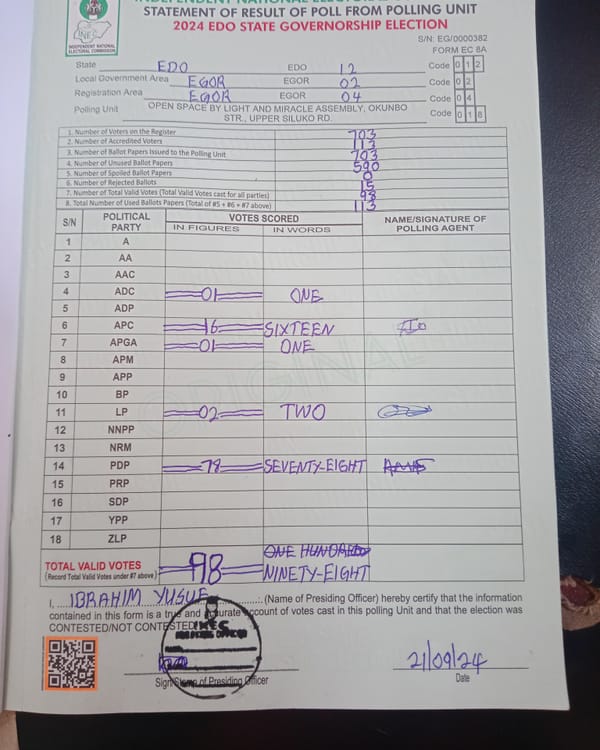 INDEPENDENT NATIONAL ELECTORAL COMMISSION
STATEMENT OF RESULT OF POLL FROM POLLING UNIT
2024 EDO STATE GOVERNORSHIP ELECTION
INEC
INDEPENDENT NATIONAL
ELECTORAL COMMISSION
S/N: EG/0000382
FORM EC 8A
State EDO EDO 12 Code 0 1 2
Local Government Area EGOR EGOR 02 Code 0 2
Registration Area EGOR EGOR 04 Code 0 4
Polling Unit OPEN SPACE BY LIGHT AND MIRACLE ASSEMBLY, OKUNBO STR., UPPER SILUKO RD. Code 0 1 8
1. Number of Voters on the Register 703
2. Number of Accredited Voters 113
3. Number of Ballot Papers Issued to the Polling Unit 703
4. Number of Unused Ballot Papers 590
5. Number of Spoiled Ballot Papers 0
6. Number of Rejected Ballots 15
7. Number of Total Valid Votes (Total Valid Votes cast for all parties) 98
8. Total Number of Used Ballots Papers (Total of #5 + #6 + #7 above) 113
S/N POLITICAL PARTY VOTES SCORED NAME/SIGNATURE OF POLLING AGENT
IN FIGURES IN WORDS
1 A
2 AA
3 AAC
4 ADC 01 ONE
5 ADP
6 APC 16 SIXTEEN
7 APGA 01 ONE
8 APM
9 APP
10 BP
11 LP 02 TWO
12 NNPP
13 NRM
14 PDP 78 SEVENTY-EIGHT
15 PRP
16 SDP
17 YPP
18 ZLP
ORIGINAL
TOTAL VALID VOTES 98 ONE HUNDRED
(Record Total Valid Votes under #7 above) NINETY-EIGHT
I, IBRAHIM YUSUF (Name of Presiding Officer) hereby certify that the information
contained in this form is a true and accurate account of votes cast in this polling Unit and that the election was
CONTESTED/NOT CONTESTED
INEC
PRESIDING OFFICER
21/09/24
Sign of Presiding Officer Date